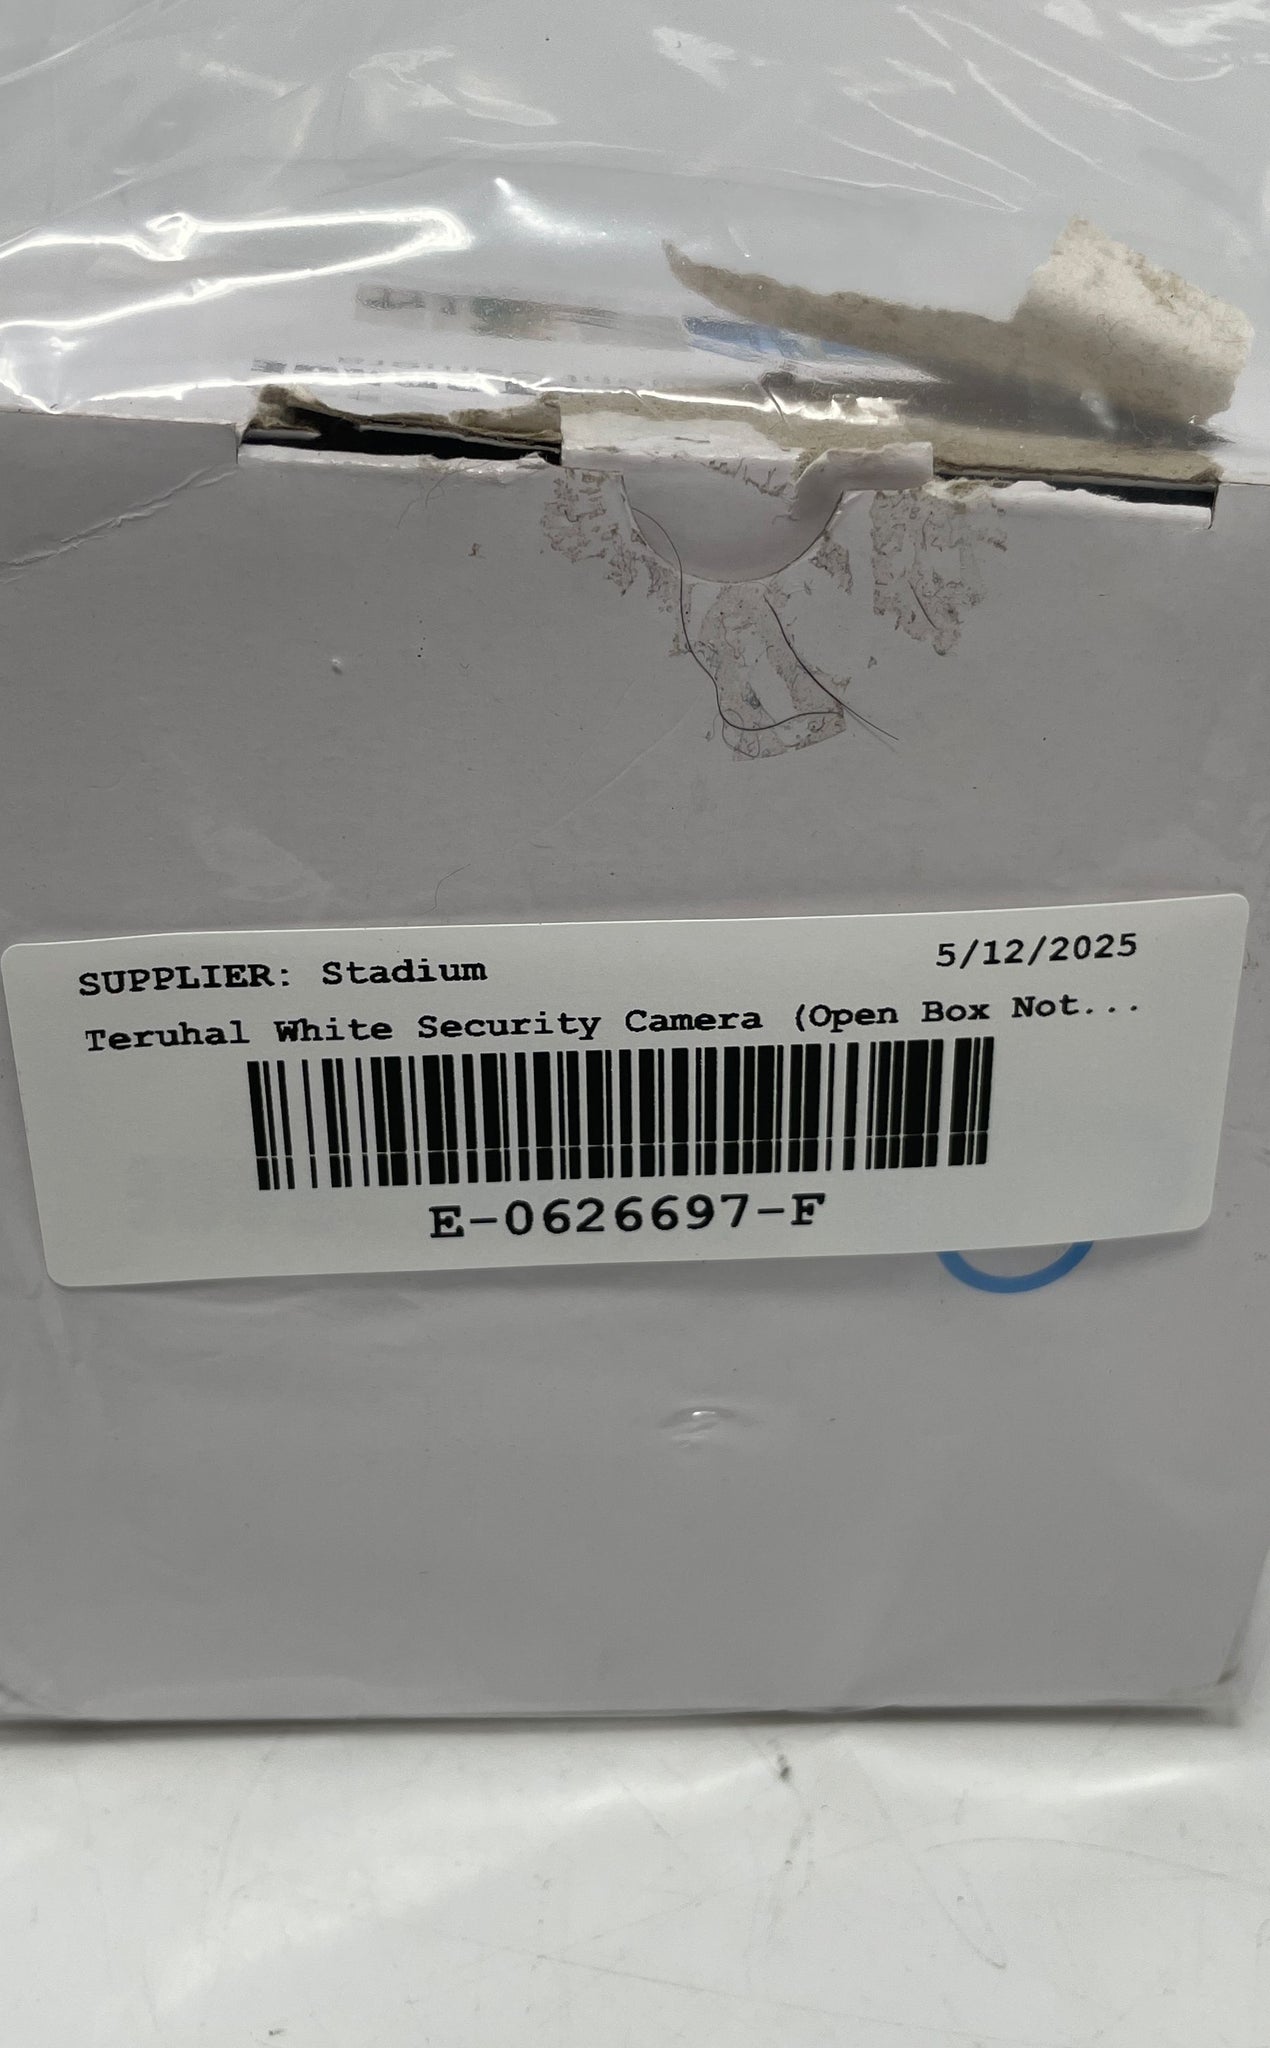 SUPPLIER: Stadium 5/12/2025
Teruhal White Security Camera (Open Box Not...
E-0626697-F